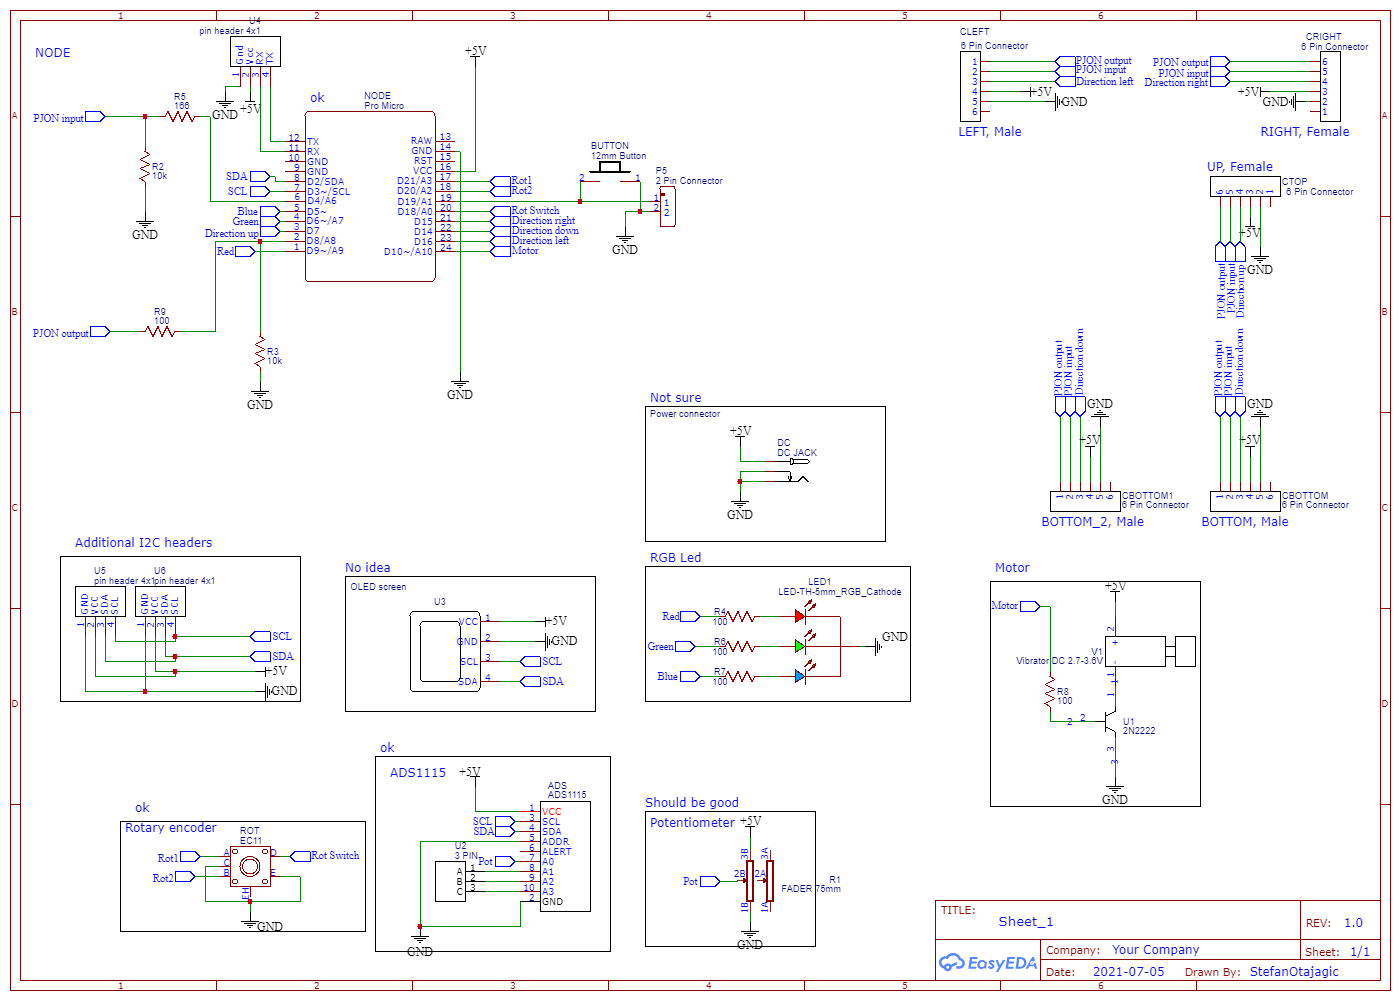 1 2 3 4 5 6
NODE
U4
pin header 4x1
Gnd
Vcc
RX
TX
1 2 3 4
GND
+5V
PJON input
R5
166
R2
10k
GND
ok
NODE
Pro Micro
12 TX
11 RX
10 GND
9 GND
8 D2/SDA
7 D3~/SCL
6 D4/A6
5 D5~
4 D6~/A7
3 D7
2 D8/A8
1 D9~/A9
RAW 13
GND 14
RST 15
VCC 16
D21/A3 17
D20/A2 18
D19/A1 19
D18/A0 20
D15 21
D14 22
D16 23
D10~/A10 24
SDA
SCL
Blue
Green
Direction up
Red
+5V
Rot1
Rot2
Rot Switch
Direction right
Direction down
Direction left
Motor
BUTTON
12mm Button
2 1
P5
2 Pin Connector
1 1
2 2
GND
PJON output
R9
100
R3
10k
GND
GND
CLEFT
6 Pin Connector
1 PJON output
2 PJON input
3 Direction left
4 +5V
5 GND
6
LEFT, Male
CRIGHT
6 Pin Connector
PJON output 6
PJON input 5
Direction right 4
+5V 3
GND 2
1
RIGHT, Female
UP, Female
CTOP
6 Pin Connector
6 5 4 3 2 1
+5V
GND
PJON output
PJON input
Direction up
PJON output
PJON input
Direction down
GND
+5V
1 2 3 4 5 6
CBOTTOM1
6 Pin Connector
BOTTOM_2, Male
PJON output
PJON input
Direction down
GND
+5V
1 2 3 4 5 6
CBOTTOM
6 Pin Connector
BOTTOM, Male
Not sure
Power connector
+5V
DC
DC JACK
GND
Additional I2C headers
U5
pin header 4x1
U6
pin header 4x1
GND
VCC
SDA
SCL
GND
VCC
SDA
SCL
1 2 3 4
1 2 3 4
SCL
SDA
+5V
GND
No idea
OLED screen
U3
VCC 1 +5V
GND 2 GND
SCL 3 SCL
SDA 4 SDA
RGB Led
LED1
LED-TH-5mm_RGB_Cathode
Red
R4
100
Green
R6
100
Blue
R7
100
GND
Motor
+5V
Motor
2
+
V1
Vibrator DC 2.7-3.6V
-
1
1 1
R8
100
2 2
U1
2N2222
3
3
GND
ok
ADS1115
+5V
ADS
ADS1115
1 VCC
SCL 3 SCL
SDA 4 SDA
5 ADDR
6 ALERT
Pot 7 A0
8 A1
9 A2
10 A3
2 GND
U2
3 PIN
A 1
B 2
C 3
GND
ok
Rotary encoder
ROT
EC11
Rot1
Rot2
A
C
B
D
E
EH
Rot Switch
GND
Should be good
Potentiometer
+5V
3B 3A
2B 2A
1B 1A
Pot
R1
FADER 75mm
GND
TITLE:
Sheet_1
REV: 1.0
EasyEDA
Company: Your Company
Sheet: 1/1
Date: 2021-07-05 Drawn By: StefanOtajagic
A
B
C
D
A
B
C
D
1 2 3 4 5 6